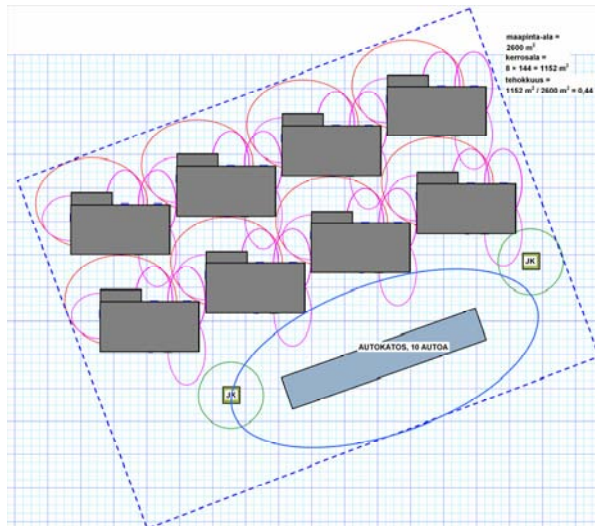 maapinta-ala =
2600 m²
kerrosala =
8 × 144 = 1152 m²
tehokkuus =
1152 m² / 2600 m² = 0,44
JK
AUTOKATOS, 10 AUTOA
JK